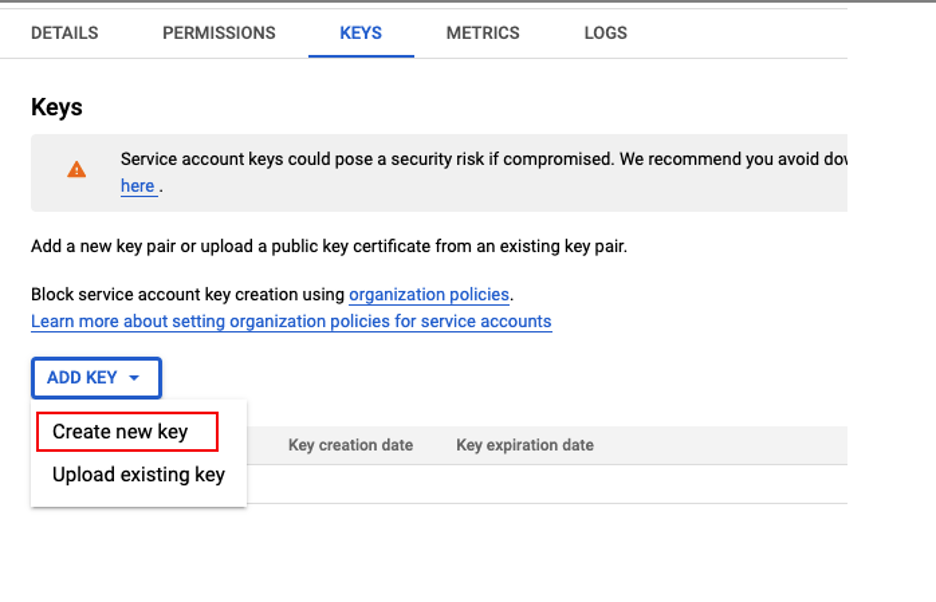 DETAILS PERMISSIONS KEYS METRICS LOGS
Keys
Service account keys could pose a security risk if compromised. We recommend you avoid
here .
Add a new key pair or upload a public key certificate from an existing key pair.
Block service account key creation using organization policies.
Learn more about setting organization policies for service accounts
ADD KEY
Create new key
Key creation date Key expiration date
Upload existing key